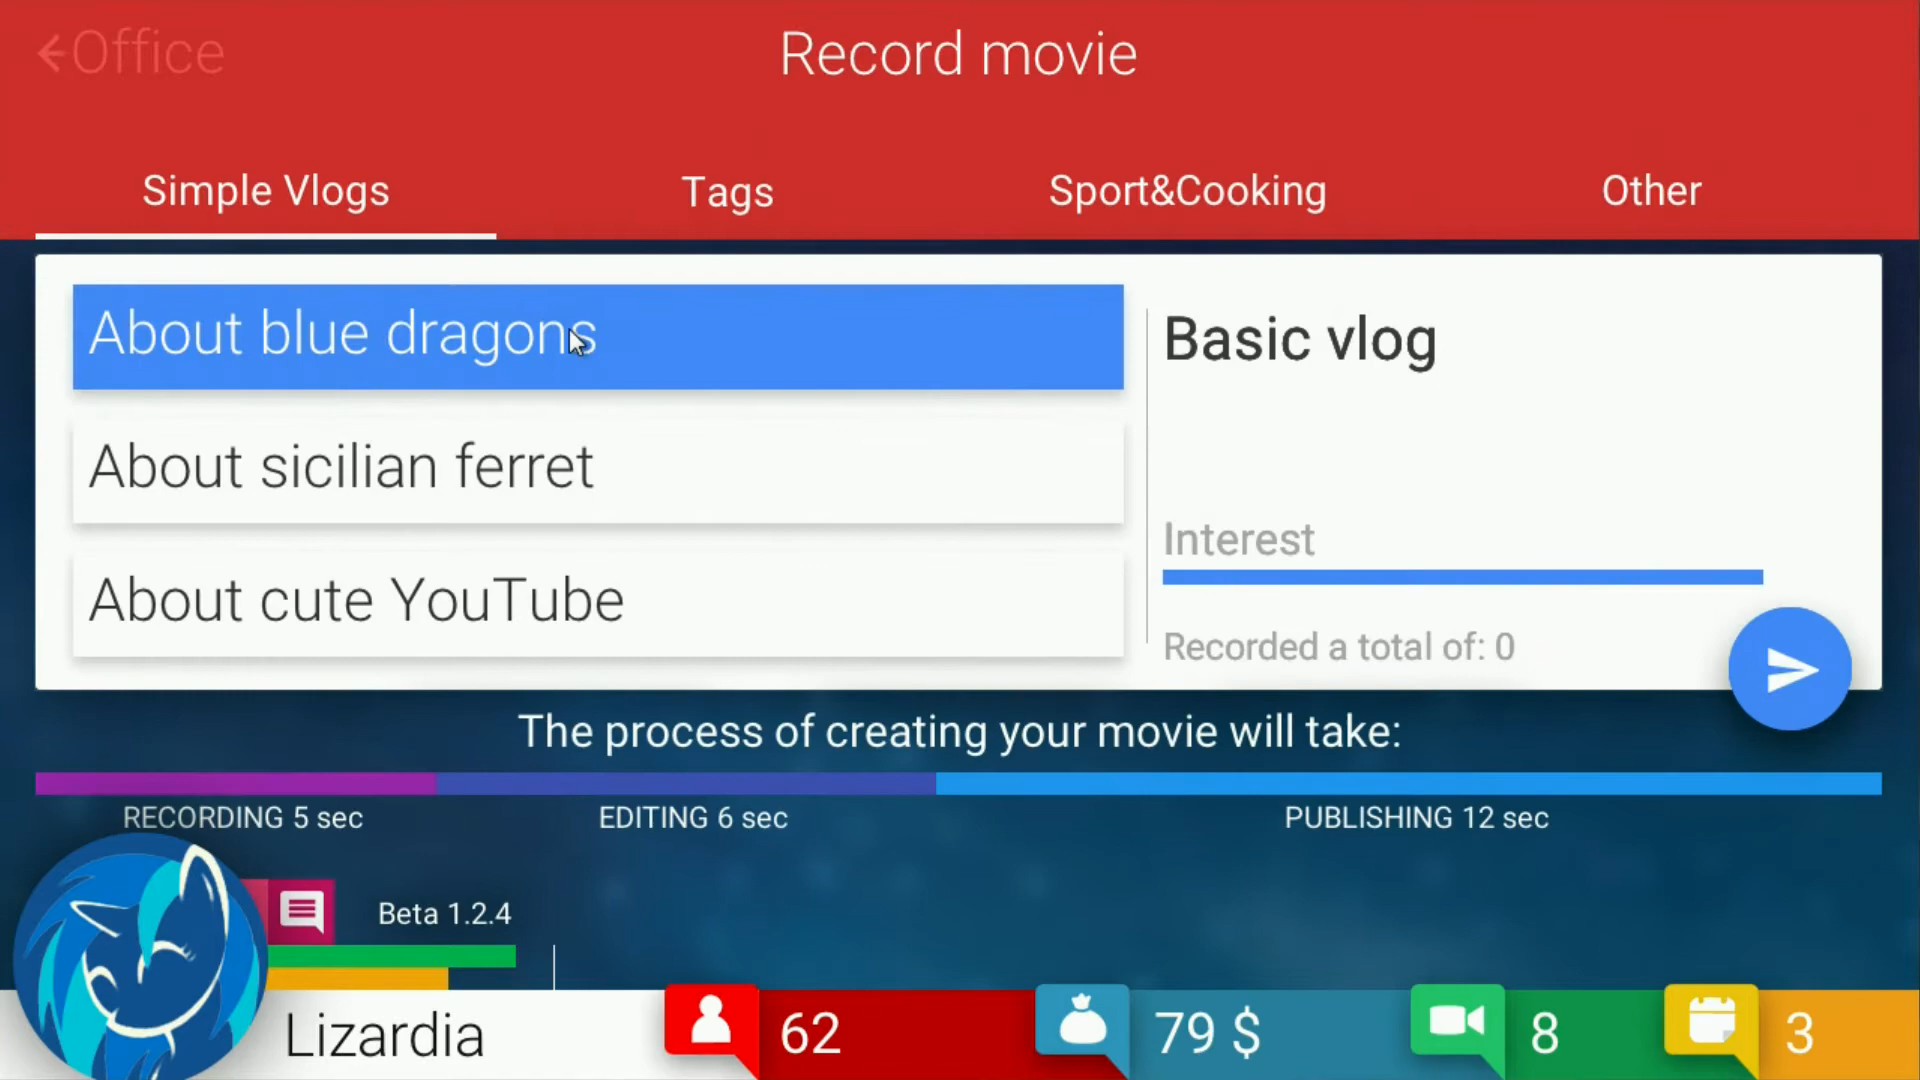 Office
Record movie
Simple Vlogs
Tags
Sport&Cooking
Other
About blue dragons
About sicilian ferret
About cute YouTube
Basic vlog
Interest
Recorded a total of: 0
The process of creating your movie will take:
RECORDING 5 sec
EDITING 6 sec
PUBLISHING 12 sec
Beta 1.2.4
Lizardia
62
79 $
8
3